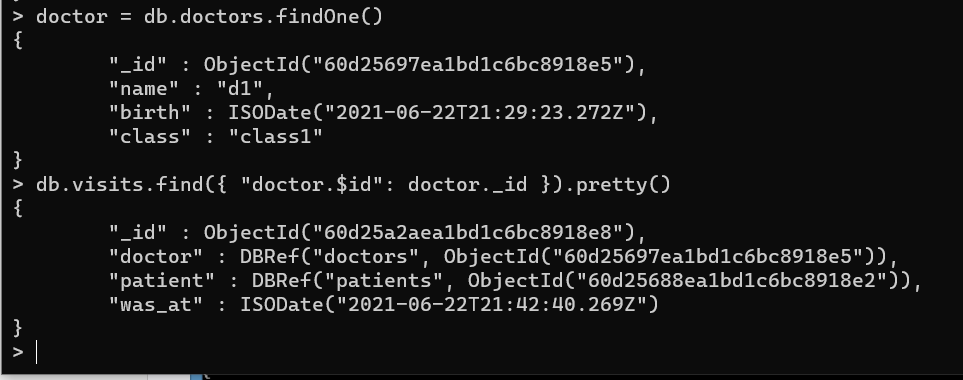 > doctor = db.doctors.findOne()
{
        "_id" : ObjectId("60d25697ea1bd1c6bc8918e5"),
        "name" : "d1",
        "birth" : ISODate("2021-06-22T21:29:23.272Z"),
        "class" : "class1"
}
> db.visits.find({ "doctor.$id": doctor._id }).pretty()
{
        "_id" : ObjectId("60d25a2aea1bd1c6bc8918e8"),
        "doctor" : DBRef("doctors", ObjectId("60d25697ea1bd1c6bc8918e5")),
        "patient" : DBRef("patients", ObjectId("60d25688ea1bd1c6bc8918e2")),
        "was_at" : ISODate("2021-06-22T21:42:40.269Z")
}
>